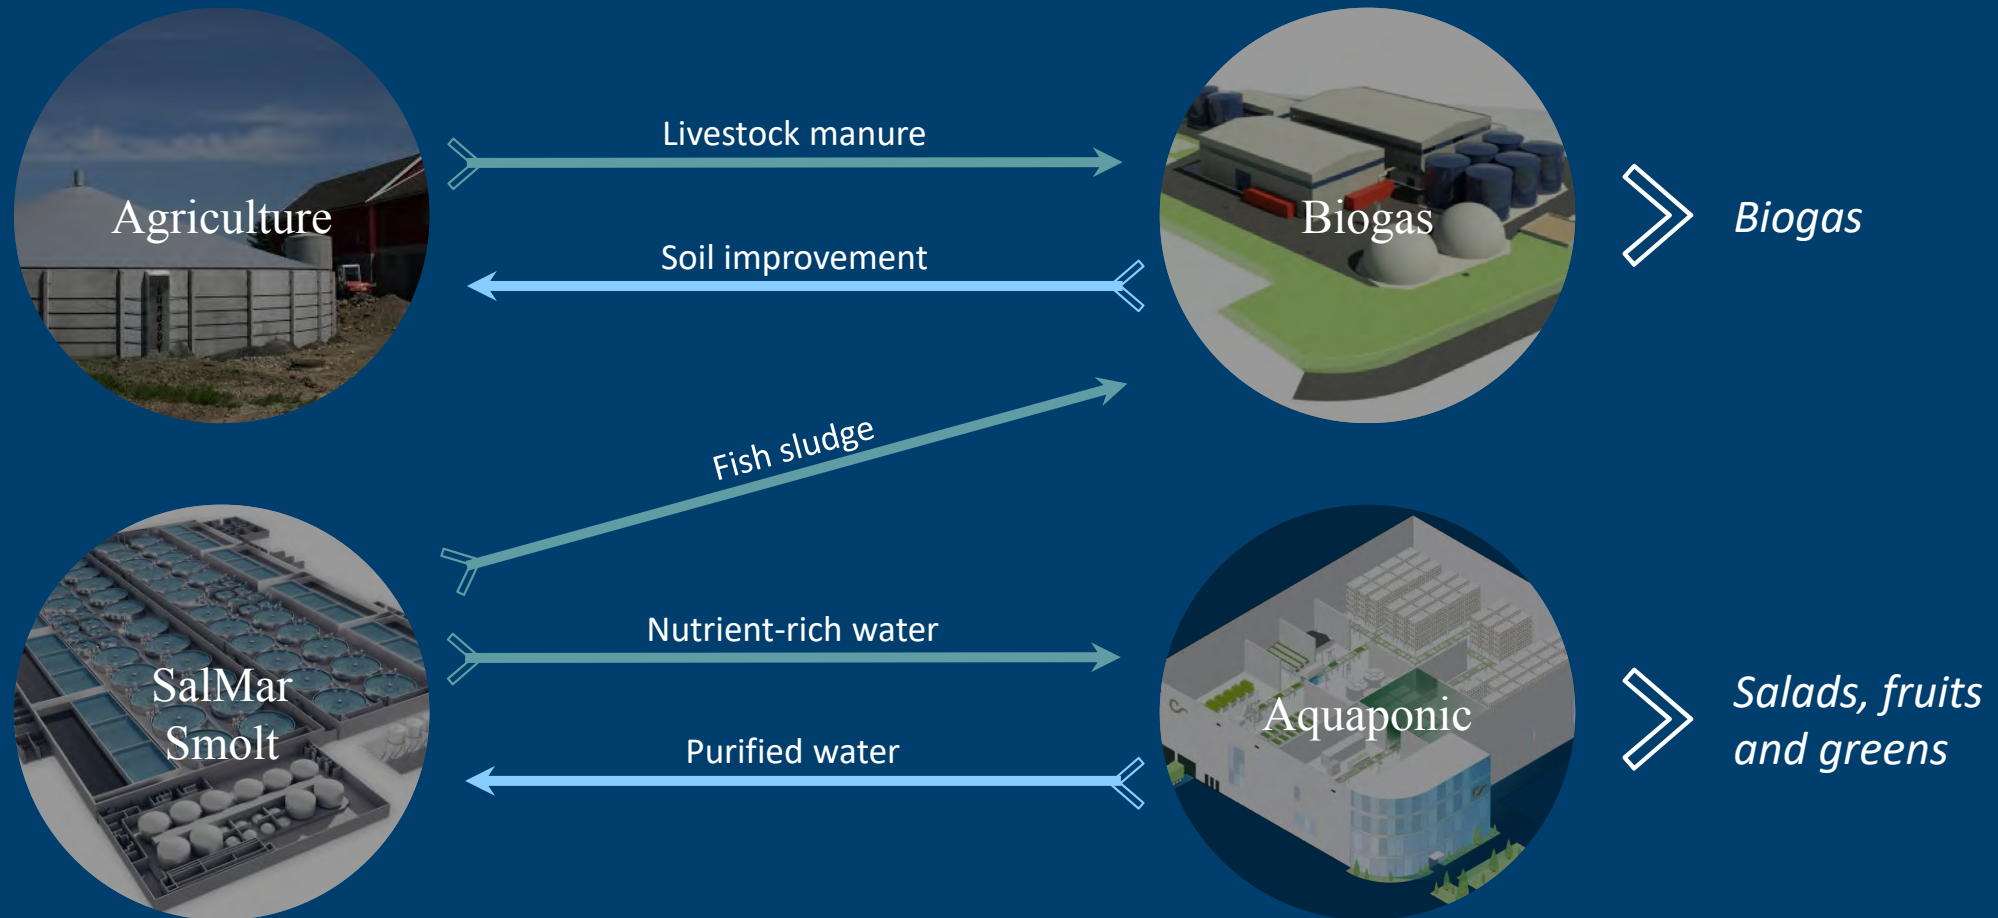 Agriculture
Livestock manure
Soil improvement
Biogas
Biogas
Fish sludge
SalMar
Smolt
Nutrient-rich water
Purified water
Aquaponic
Salads, fruits
and greens